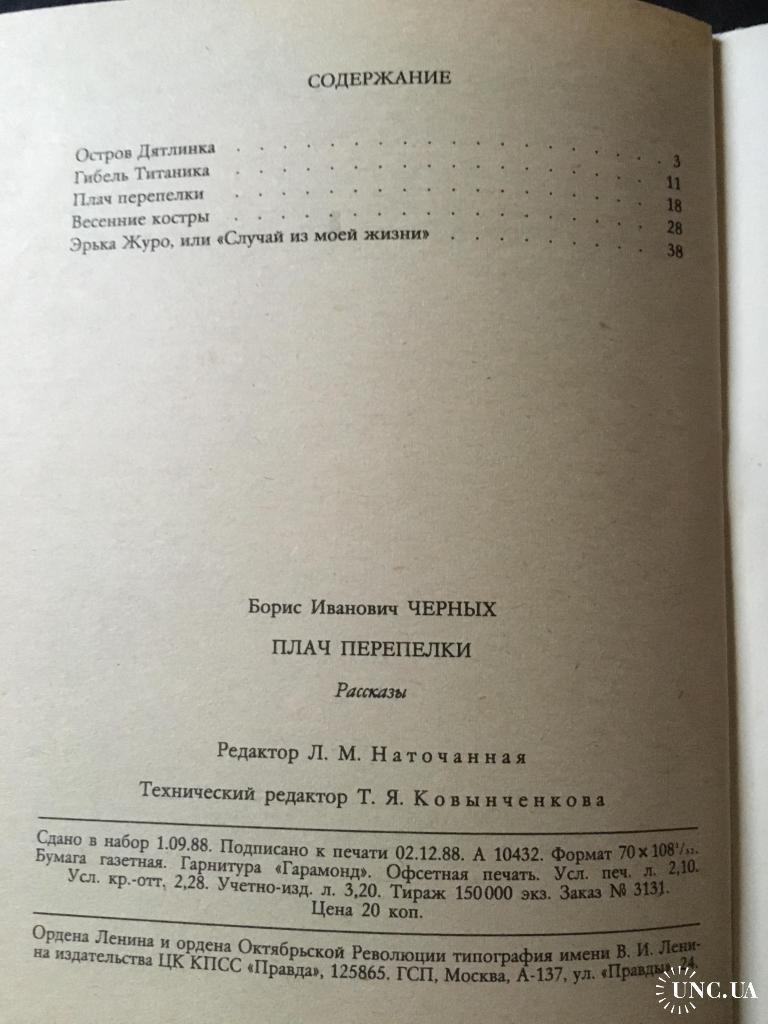 СОДЕРЖАНИЕ
Остров Дятлинка . . . . . . . . . . . . . . . . . 3
Гибель Титаника . . . . . . . . . . . . . . . . . 11
Плач перепелки . . . . . . . . . . . . . . . . . 18
Весенние костры . . . . . . . . . . . . . . . . . 28
Эрька Журо, или «Случай из моей жизни» . . . . . . . . 38
Борис Иванович ЧЕРНЫХ
ПЛАЧ ПЕРЕПЕЛКИ
Рассказы
Редактор Л. М. Наточанная
Технический редактор Т. Я. Ковынченкова
Сдано в набор 1.09.88. Подписано к печати 02.12.88. А 10432. Формат 70×108¹/₃₂.
Бумага газетная. Гарнитура «Гарамонд». Офсетная печать. Усл. печ. л. 2,10.
Усл. кр.-отт, 2,28. Учетно-изд. л. 3,20. Тираж 150 000 экз. Заказ № 3131.
Цена 20 коп.
Ордена Ленина и ордена Октябрьской Революции типография имени В. И. Лени-
на издательства ЦК КПСС «Правда», 125865. ГСП, Москва, А-137, ул. «Правды» 24.
UNC.UA